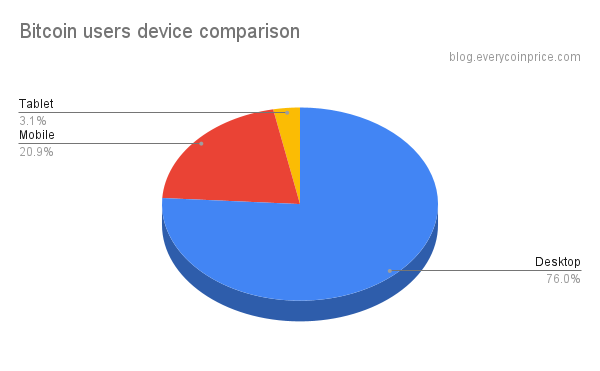 Bitcoin users device comparison
blog.everycoinprice.com
Tablet
3.1%
Mobile
20.9%
Desktop
76.0%